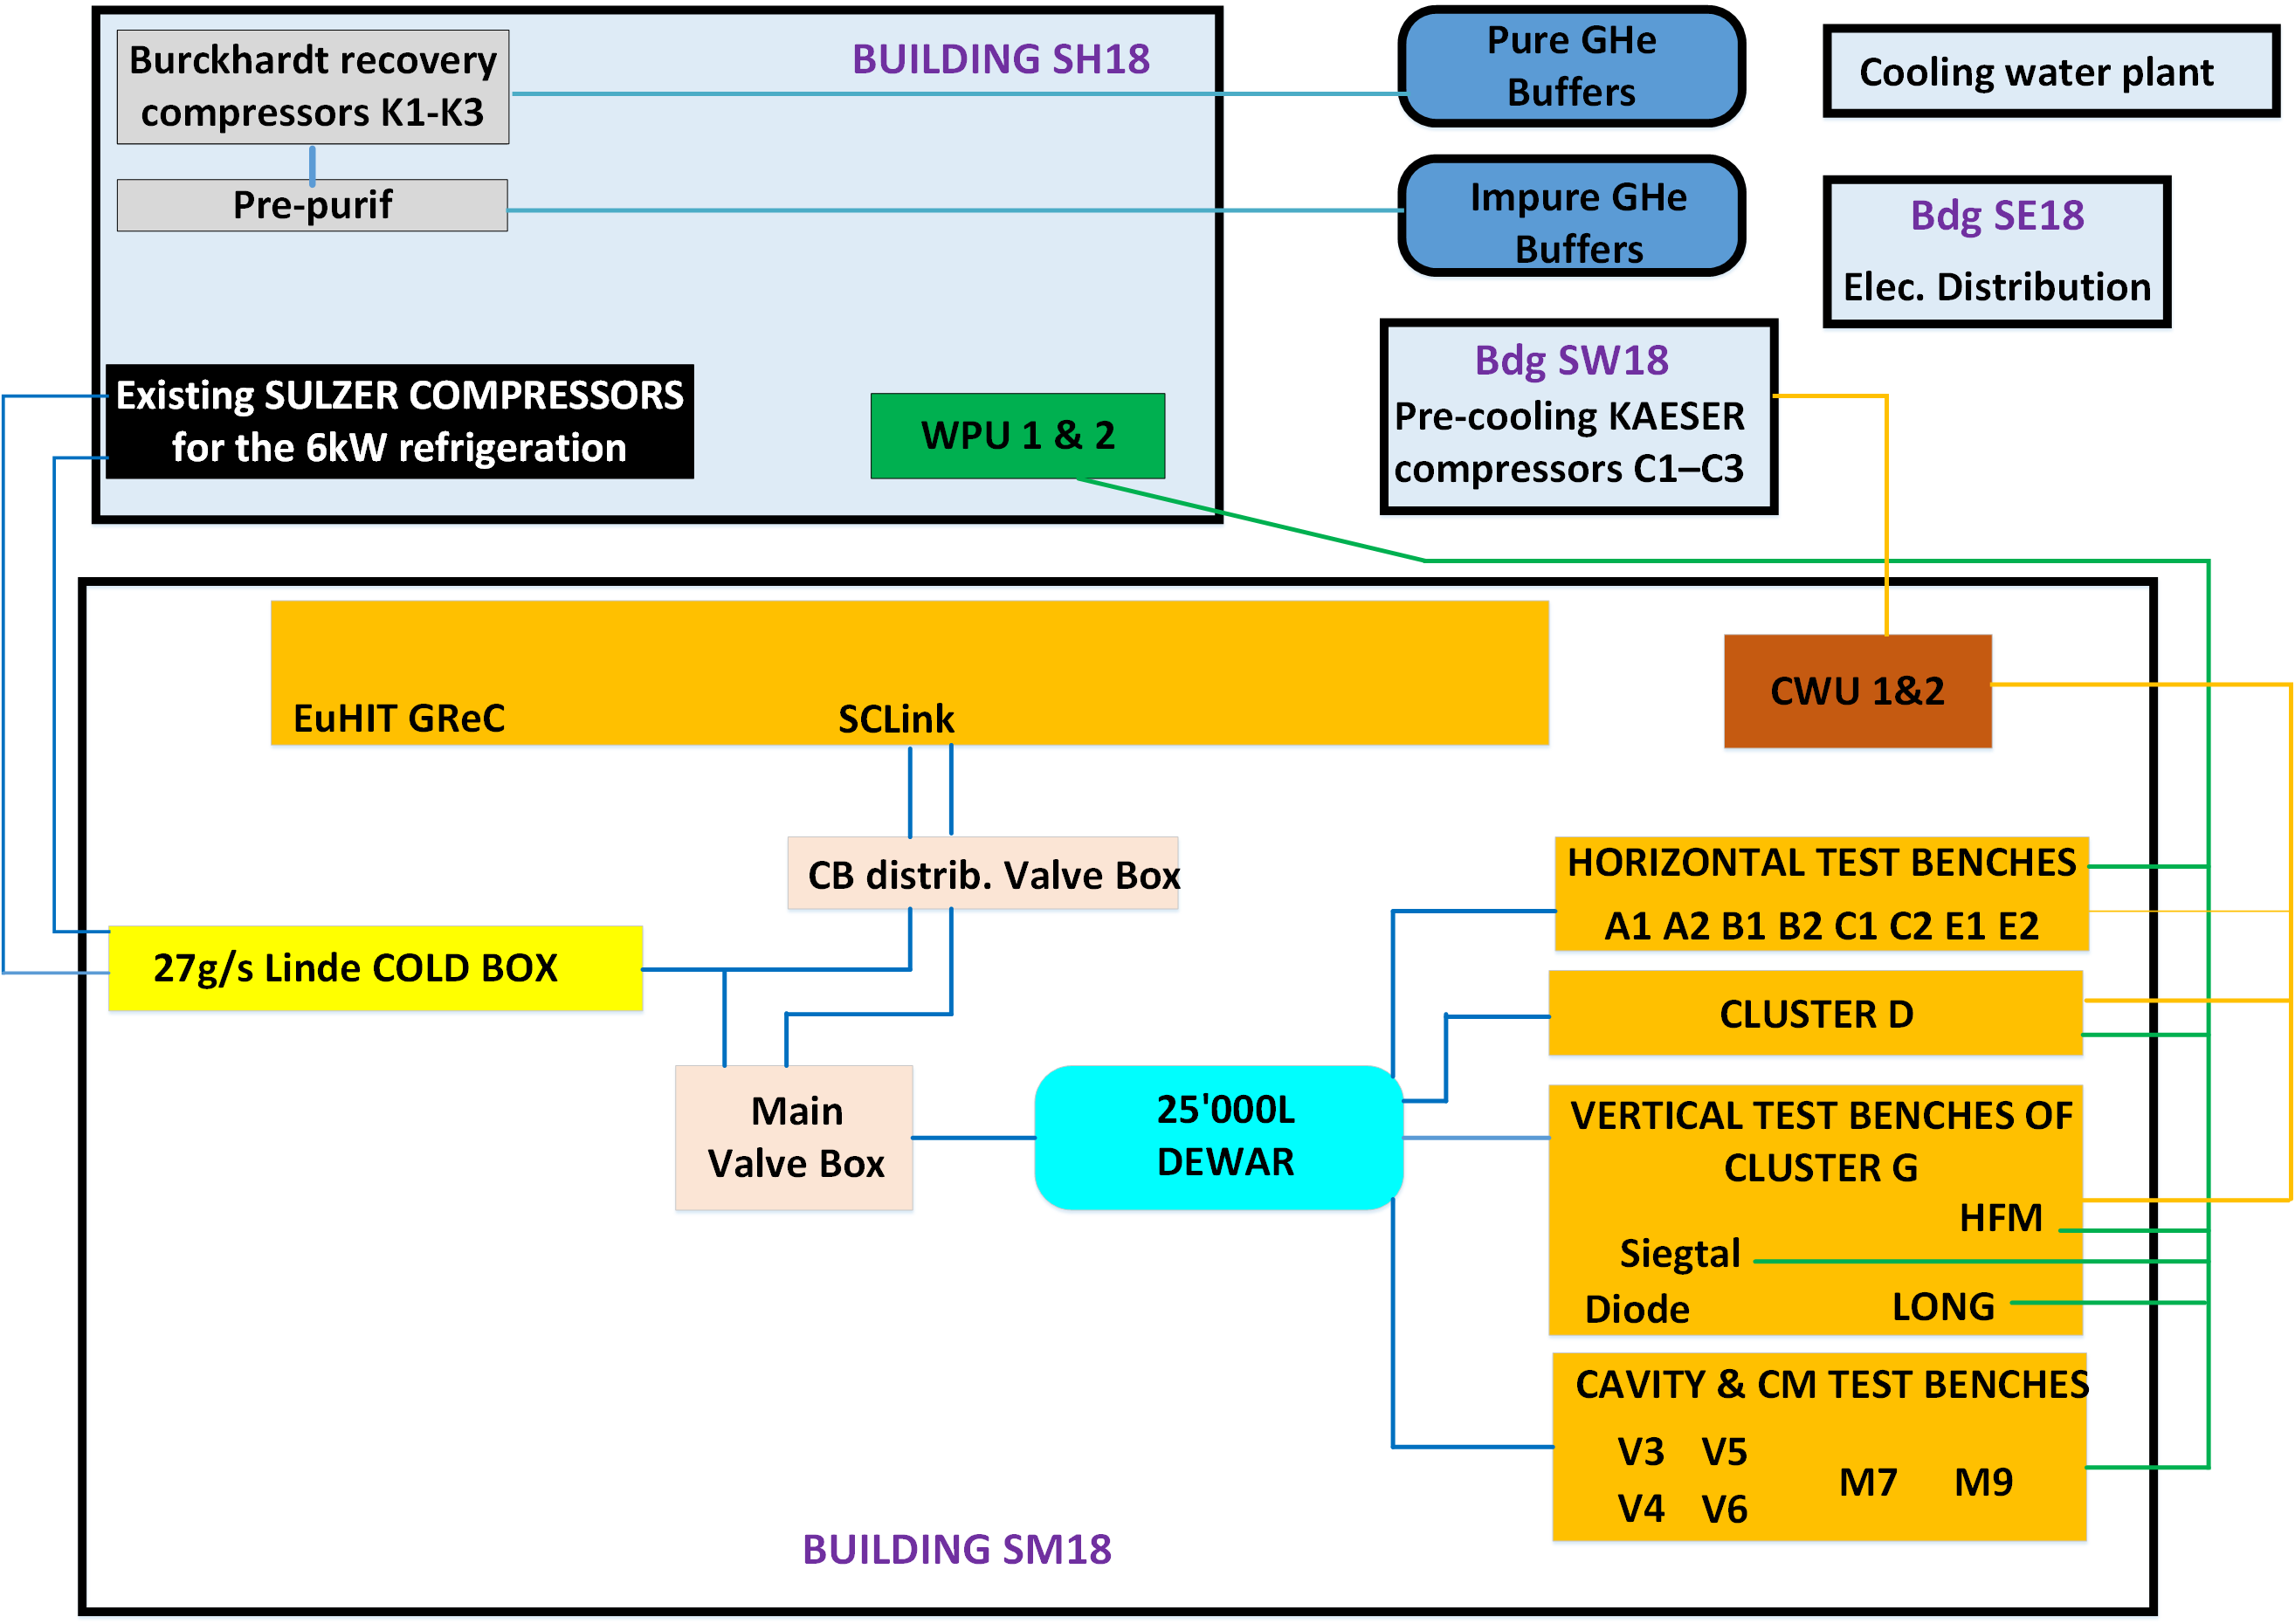 Burckhardt recovery
compressors K1-K3
BUILDING SH18
Pre-purif
Existing SULZER COMPRESSORS
for the 6kW refrigeration
WPU 1 & 2
Pure GHe
Buffers
Impure GHe
Buffers
Cooling water plant
Bdg SE18
Elec. Distribution
Bdg SW18
Pre-cooling KAESER
compressors C1–C3
EuHIT GReC
SCLink
CWU 1&2
CB distrib. Valve Box
27g/s Linde COLD BOX
Main
Valve Box
25'000L
DEWAR
HORIZONTAL TEST BENCHES
A1 A2 B1 B2 C1 C2 E1 E2
CLUSTER D
VERTICAL TEST BENCHES OF
CLUSTER G
HFM
Siegtal
Diode
LONG
CAVITY & CM TEST BENCHES
V3 V5
M7 M9
V4 V6
BUILDING SM18